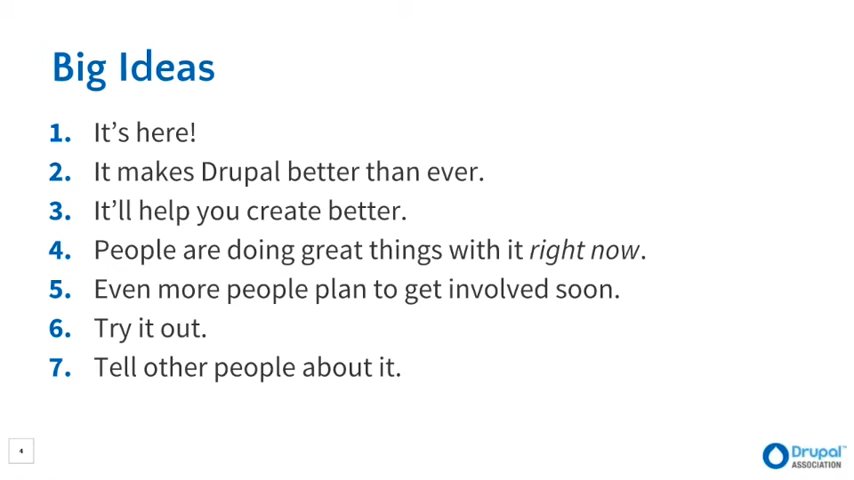 Big Ideas
1. It’s here!
2. It makes Drupal better than ever.
3. It’ll help you create better.
4. People are doing great things with it right now.
5. Even more people plan to get involved soon.
6. Try it out.
7. Tell other people about it.
4
Drupal™
ASSOCIATION